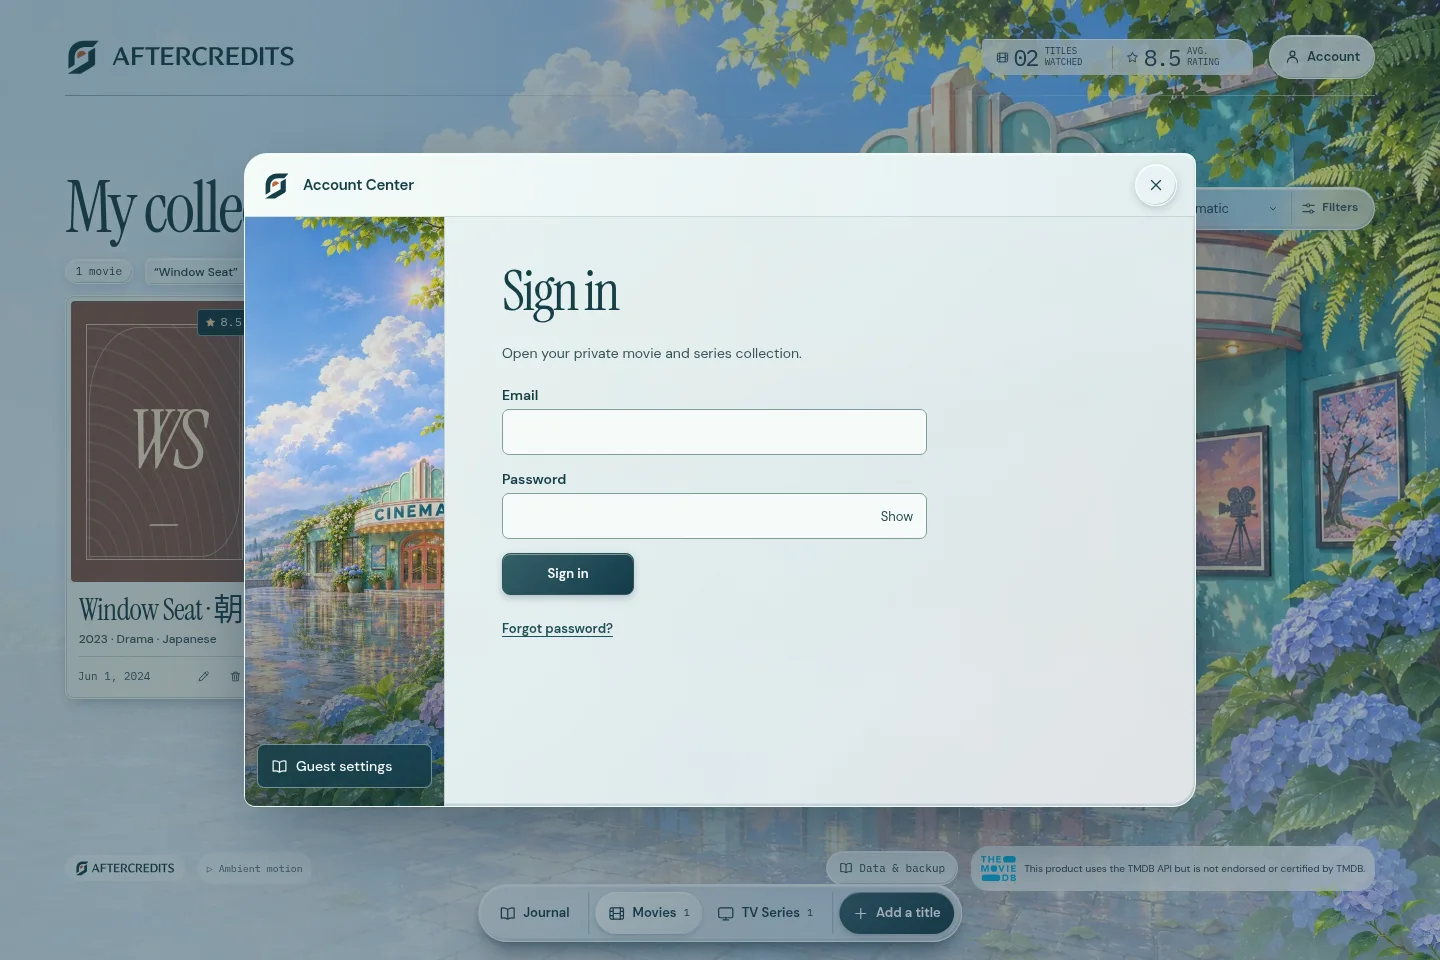 AFTERCREDITS
02 TITLES WATCHED
8.5 AVG. RATING
Account
My colle
matic
Filters
1 movie
"Window Seat"
8.5
WS
Window Seat · 朝
2023 · Drama · Japanese
Jun 1, 2024
Account Center
CINEMA
Guest settings
Sign in
Open your private movie and series collection.
Email
Password
Show
Sign in
Forgot password?
AFTERCREDITS
Ambient motion
Data & backup
THE MOVIE DB
This product uses the TMDB API but is not endorsed or certified by TMDB.
Journal
Movies 1
TV Series 1
Add a title